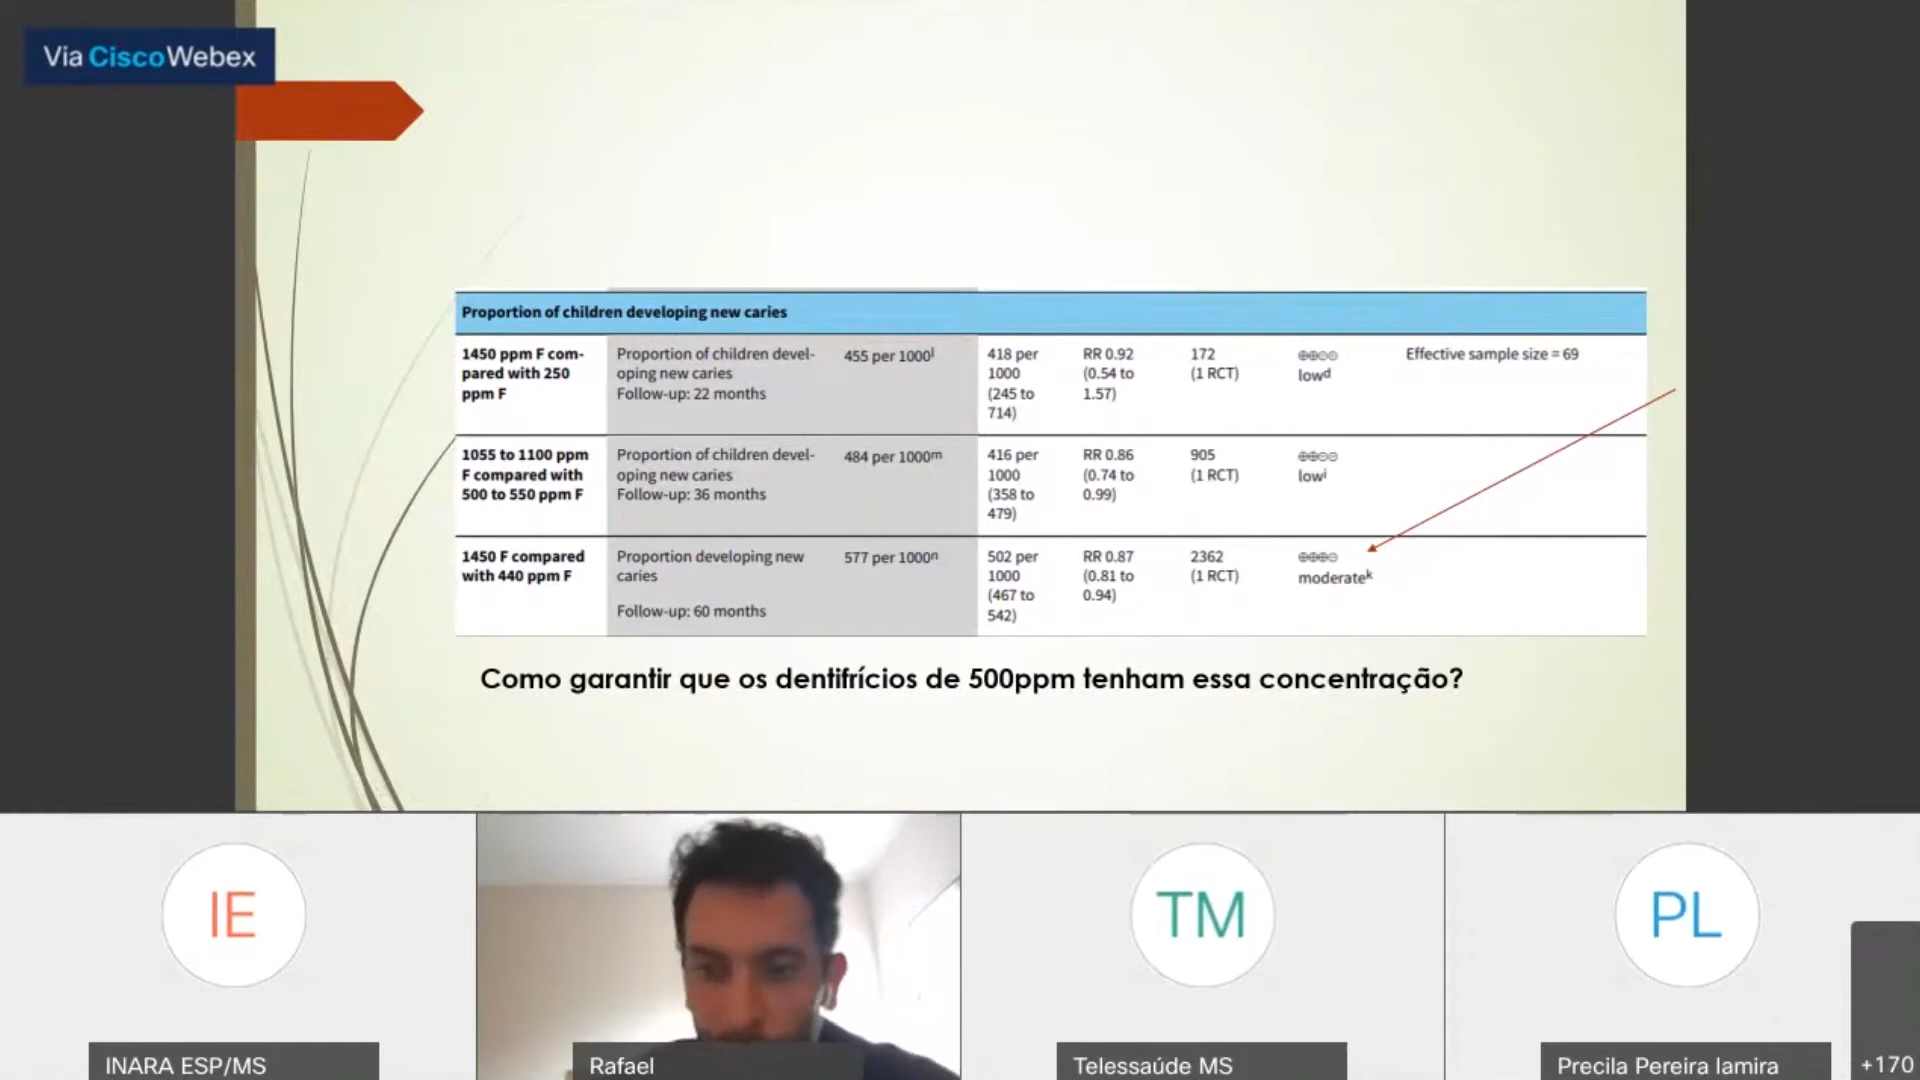 Via CiscoWebex
Proportion of children developing new caries
1450 ppm F com-
pared with 250
ppm F
Proportion of children devel-
oping new caries
Follow-up: 22 months
455 per 1000l
418 per
1000
(245 to
714)
RR 0.92
(0.54 to
1.57)
172
(1 RCT)
⊕⊕⊝⊝
lowd
Effective sample size = 69
1055 to 1100 ppm
F compared with
500 to 550 ppm F
Proportion of children devel-
oping new caries
Follow-up: 36 months
484 per 1000m
416 per
1000
(358 to
479)
RR 0.86
(0.74 to
0.99)
905
(1 RCT)
⊕⊕⊝⊝
lowi
1450 F compared
with 440 ppm F
Proportion developing new
caries
Follow-up: 60 months
577 per 1000n
502 per
1000
(467 to
542)
RR 0.87
(0.81 to
0.94)
2362
(1 RCT)
⊕⊕⊕⊝
moderatek
Como garantir que os dentifrícios de 500ppm tenham essa concentração?
IE
TM
PL
INARA ESP/MS
Rafael
Telessaúde MS
Precila Pereira lamira
+170